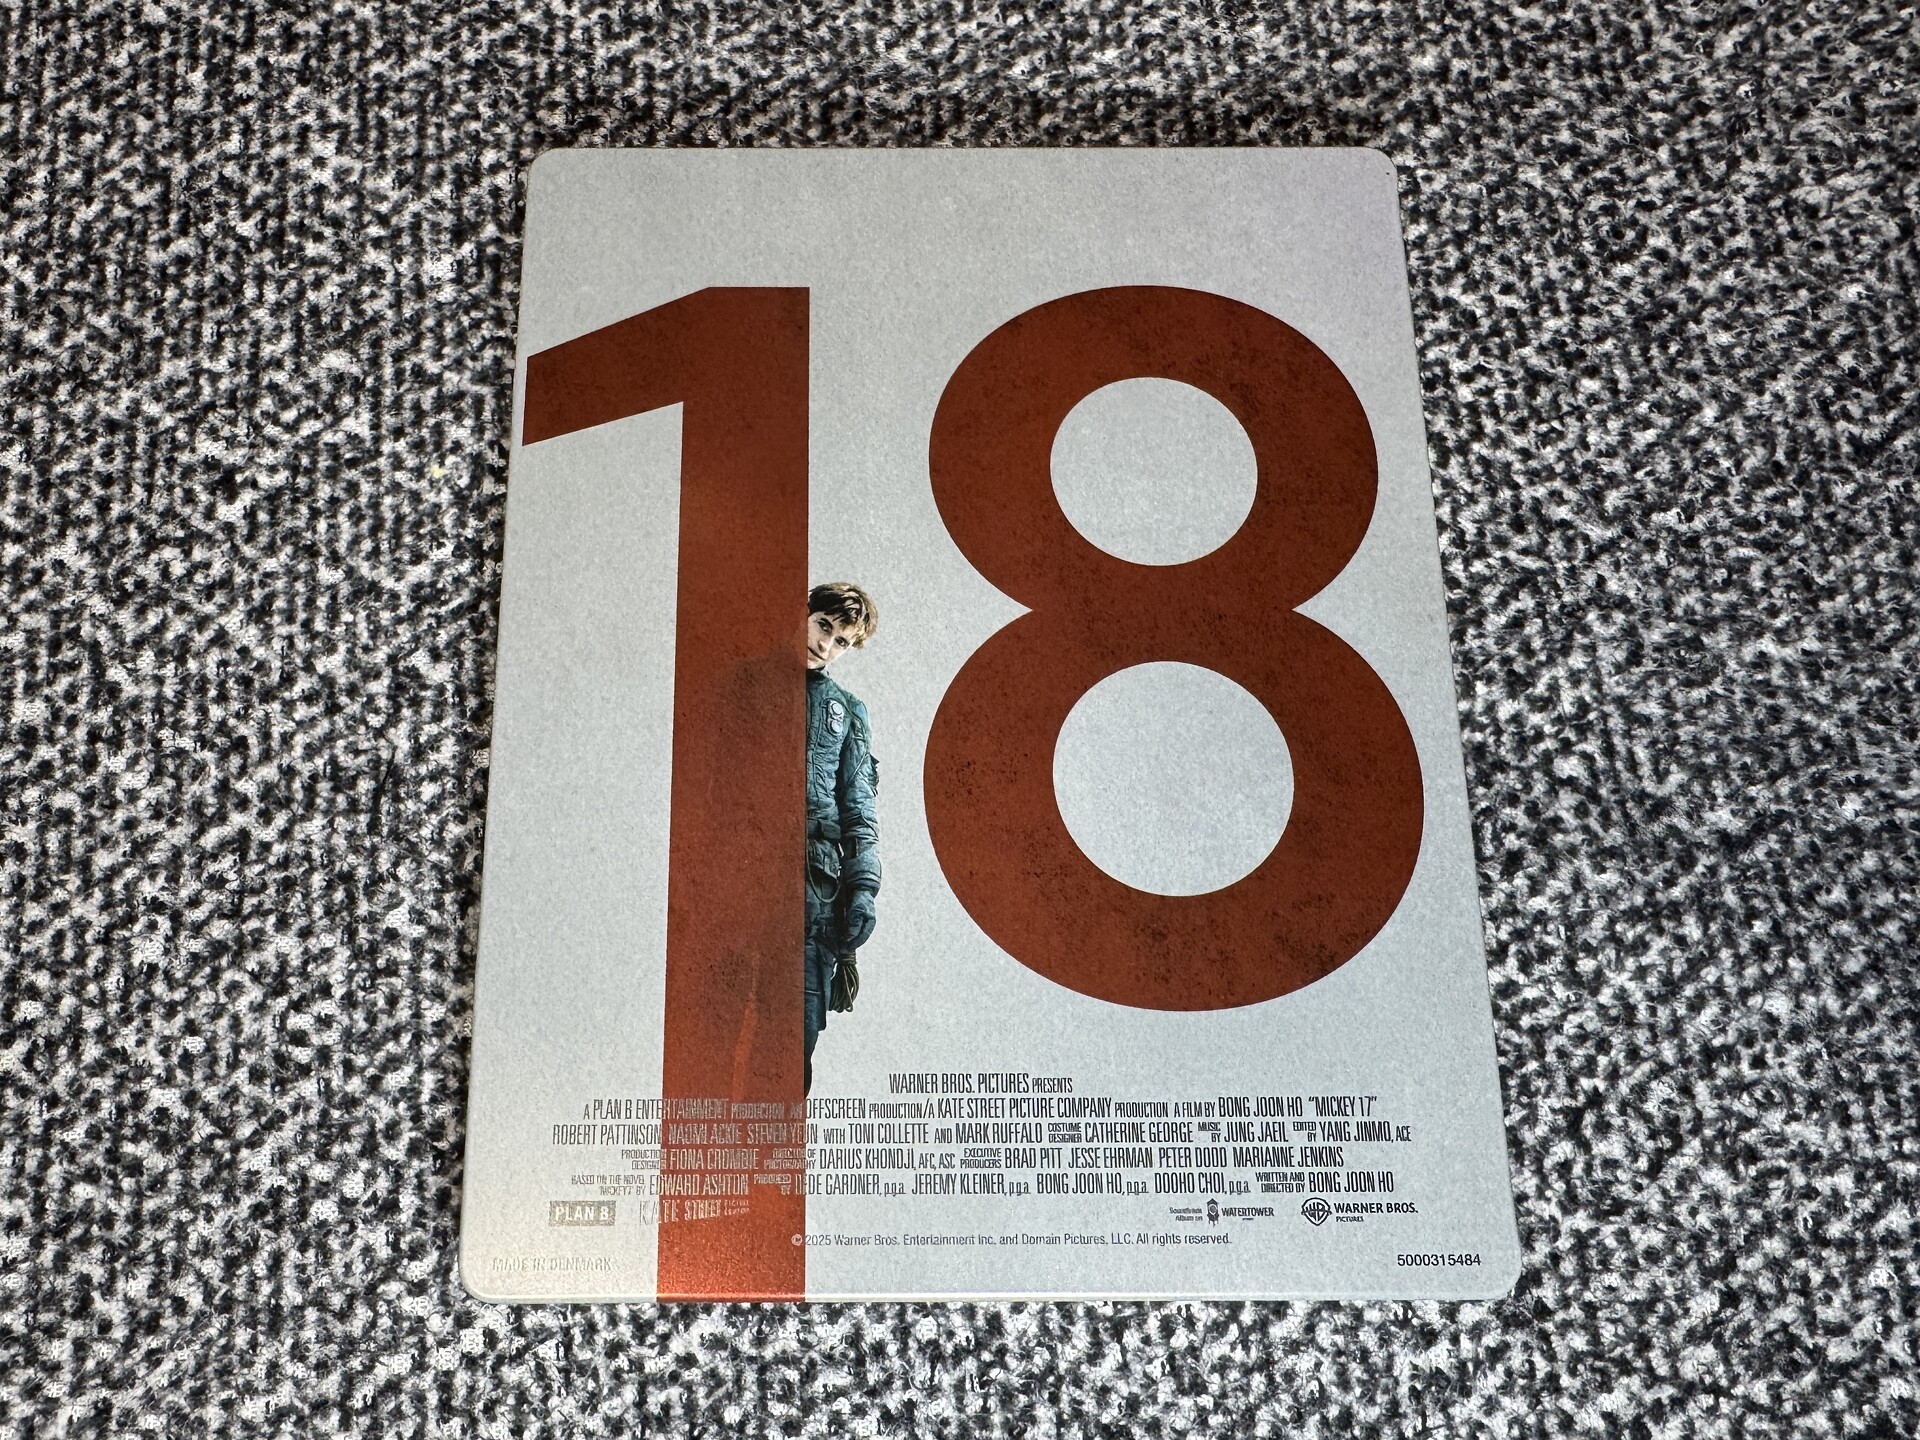 18
WARNER BROS. PICTURES PRESENTS
A PLAN B ENTERTAINMENT PRODUCTION AN OFFSCREEN PRODUCTION/A KATE STREET PICTURE COMPANY PRODUCTION A FILM BY BONG JOON HO "MICKEY 17"
ROBERT PATTINSON NAOMI ACKIE STEVEN YEUN WITH TONI COLLETTE AND MARK RUFFALO COSTUME DESIGNER CATHERINE GEORGE MUSIC BY JUNG JAEIL EDITED BY YANG JINMO, ACE
PRODUCTION DESIGNER FIONA CROMBIE DIRECTOR OF PHOTOGRAPHY DARIUS KHONDJI, AFC, ASC EXECUTIVE PRODUCERS BRAD PITT JESSE EHRMAN PETER DODD MARIANNE JENKINS
BASED ON THE NOVEL "MICKEY7" BY EDWARD ASHTON PRODUCED BY DEDE GARDNER, p.g.a. JEREMY KLEINER, p.g.a. BONG JOON HO, p.g.a. DOOHO CHOI, p.g.a. WRITTEN AND DIRECTED BY BONG JOON HO
PLAN B KATE STREET PICTURE COMPANY Soundtrack Album on WATERTOWER WB WARNER BROS. PICTURES
© 2025 Warner Bros. Entertainment Inc. and Domain Pictures, LLC. All rights reserved.
MADE IN DENMARK 5000315484